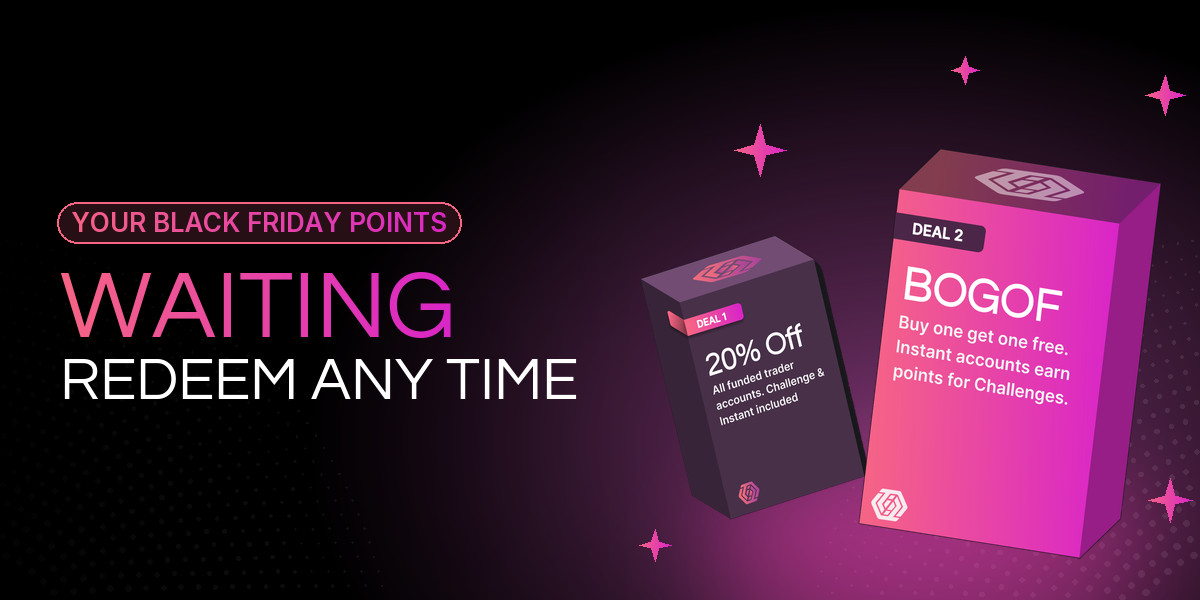 YOUR BLACK FRIDAY POINTS
WAITING
REDEEM ANY TIME
DEAL 1
20% Off
All funded trader
accounts. Challenge &
Instant included
DEAL 2
BOGOF
Buy one get one free.
Instant accounts earn
points for Challenges.